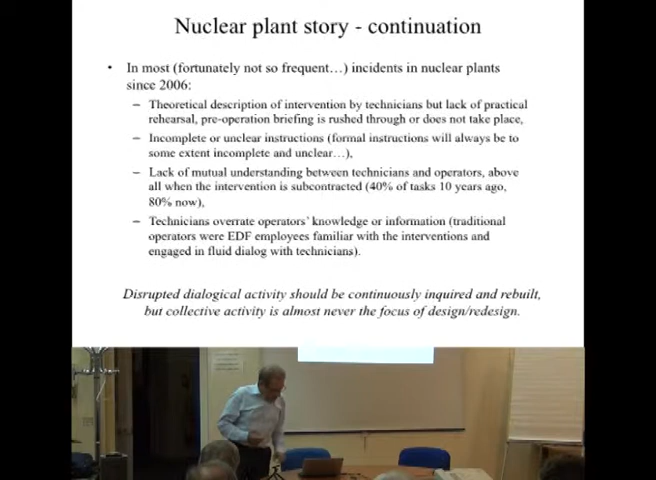 Nuclear plant story - continuation
• In most (fortunately not so frequent…) incidents in nuclear plants
since 2006:
– Theoretical description of intervention by technicians but lack of practical
rehearsal, pre-operation briefing is rushed through or does not take place,
– Incomplete or unclear instructions (formal instructions will always be to
some extent incomplete and unclear…),
– Lack of mutual understanding between technicians and operators, above
all when the intervention is subcontracted (40% of tasks 10 years ago,
80% now),
– Technicians overrate operators’ knowledge or information (traditional
operators were EDF employees familiar with the interventions and
engaged in fluid dialog with technicians).
Disrupted dialogical activity should be continuously inquired and rebuilt,
but collective activity is almost never the focus of design/redesign.